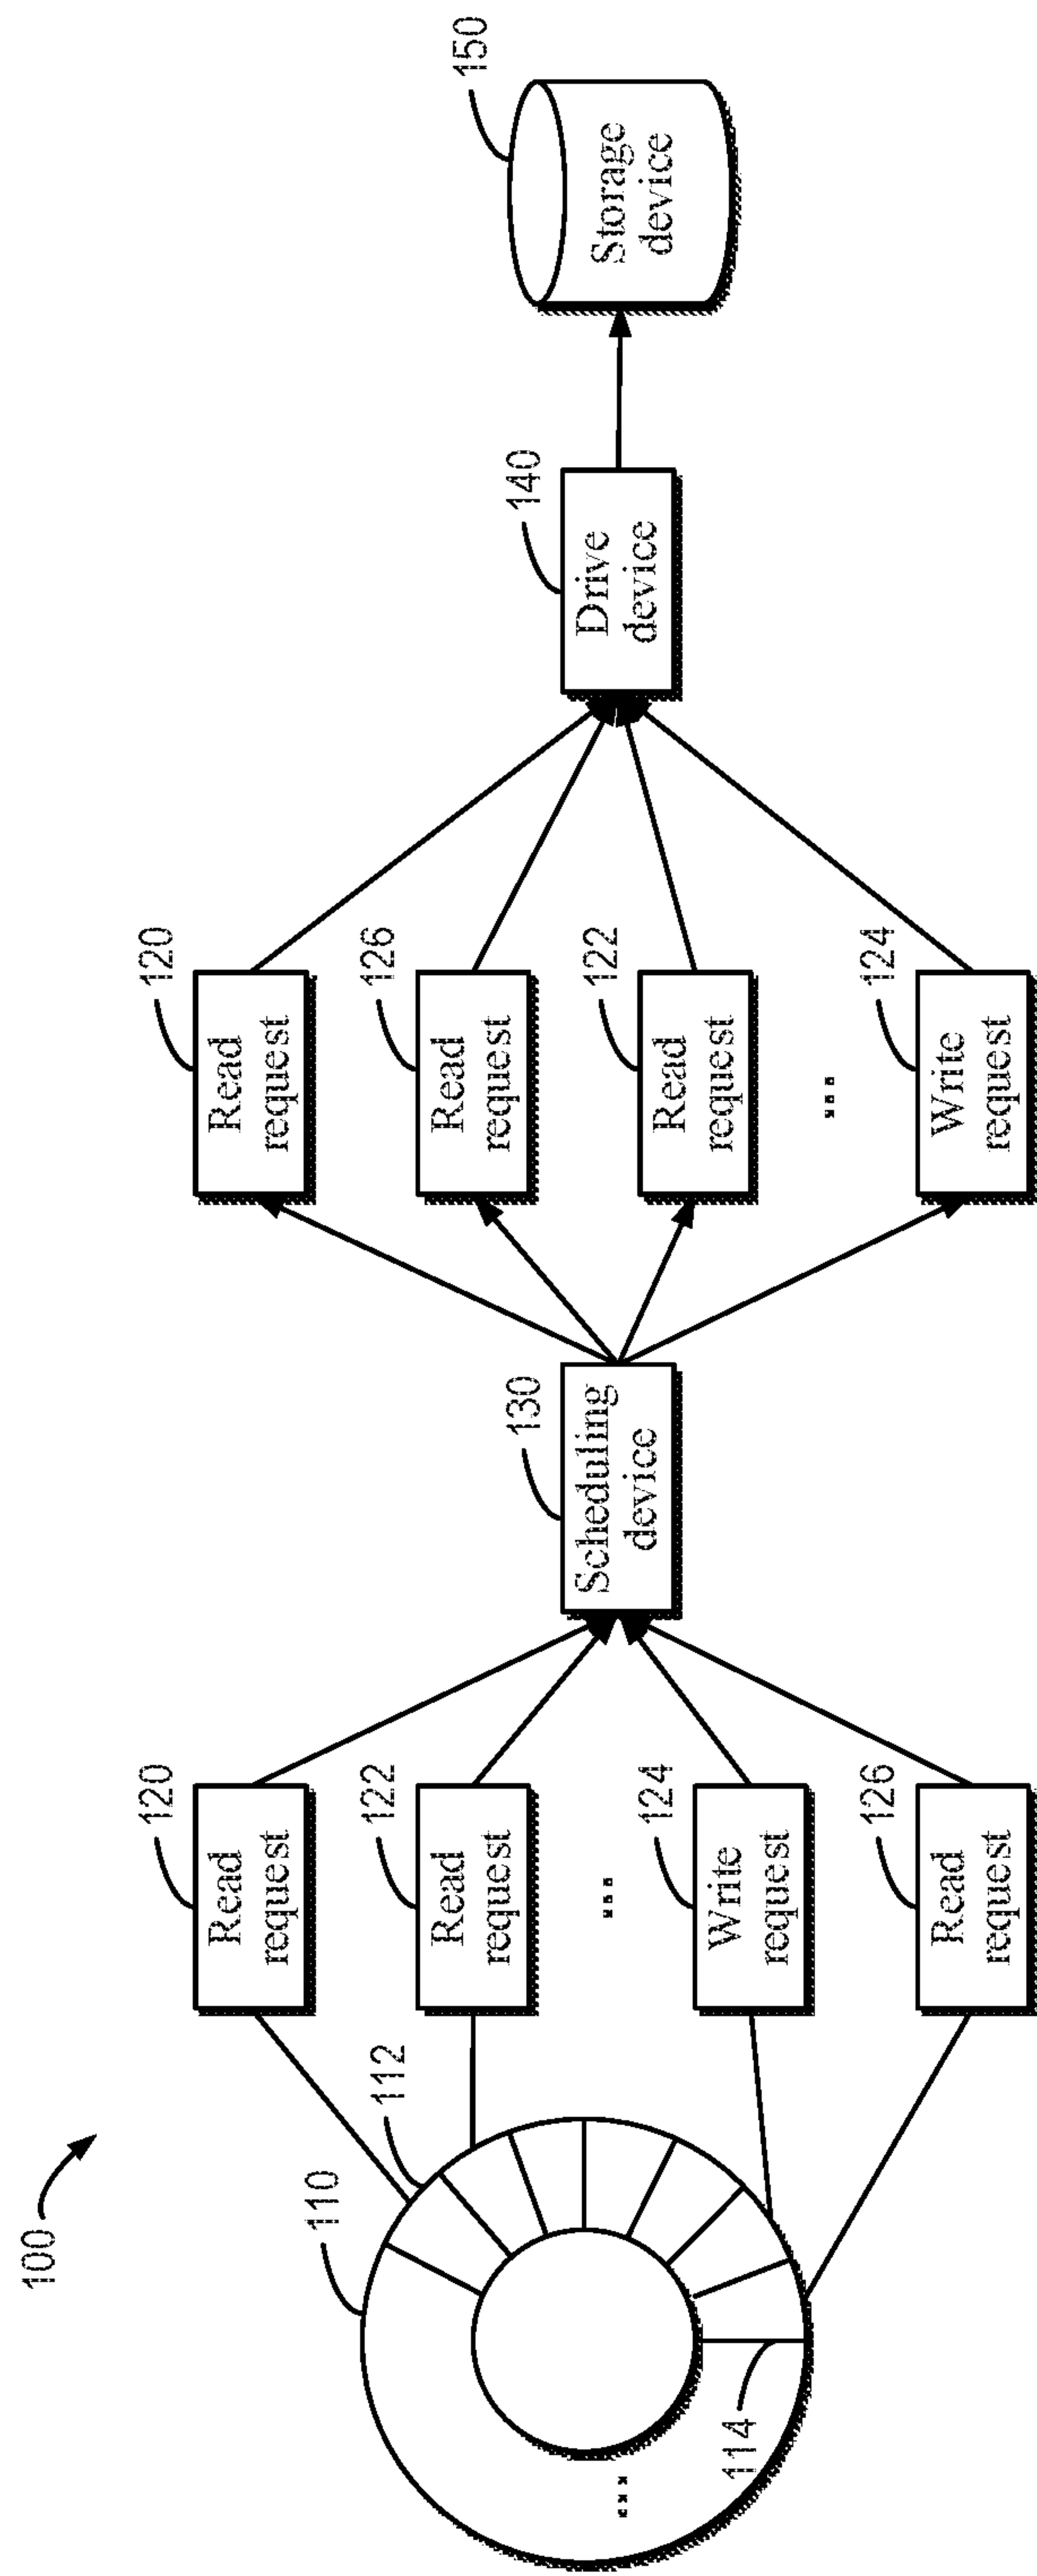 100
110
112
114
...
120
Read
request
122
Read
request
...
124
Write
request
126
Read
request
130
Scheduling
device
120
Read
request
126
Read
request
122
Read
request
...
124
Write
request
140
Drive
device
150
Storage
device